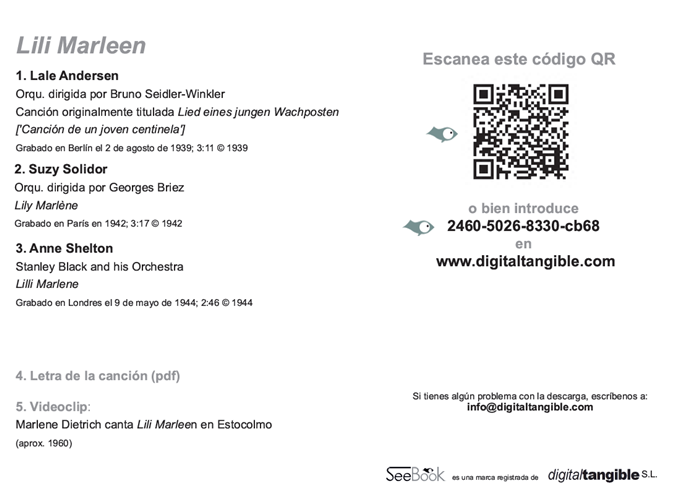 Lili Marleen
1. Lale Andersen
Orqu. dirigida por Bruno Seidler-Winkler
Canción originalmente titulada Lied eines jungen Wachposten
['Canción de un joven centinela']
Grabado en Berlín el 2 de agosto de 1939; 3:11 © 1939
2. Suzy Solidor
Orqu. dirigida por Georges Briez
Lily Marlène
Grabado en París en 1942; 3:17 © 1942
3. Anne Shelton
Stanley Black and his Orchestra
Lilli Marlene
Grabado en Londres el 9 de mayo de 1944; 2:46 © 1944
4. Letra de la canción (pdf)
5. Videoclip:
Marlene Dietrich canta Lili Marleen en Estocolmo
(aprox. 1960)
Escanea este código QR
o bien introduce
2460-5026-8330-cb68
en
www.digitaltangible.com
Si tienes algún problema con la descarga, escríbenos a:
info@digitaltangible.com
SeeBook es una marca registrada de digitaltangible S.L.